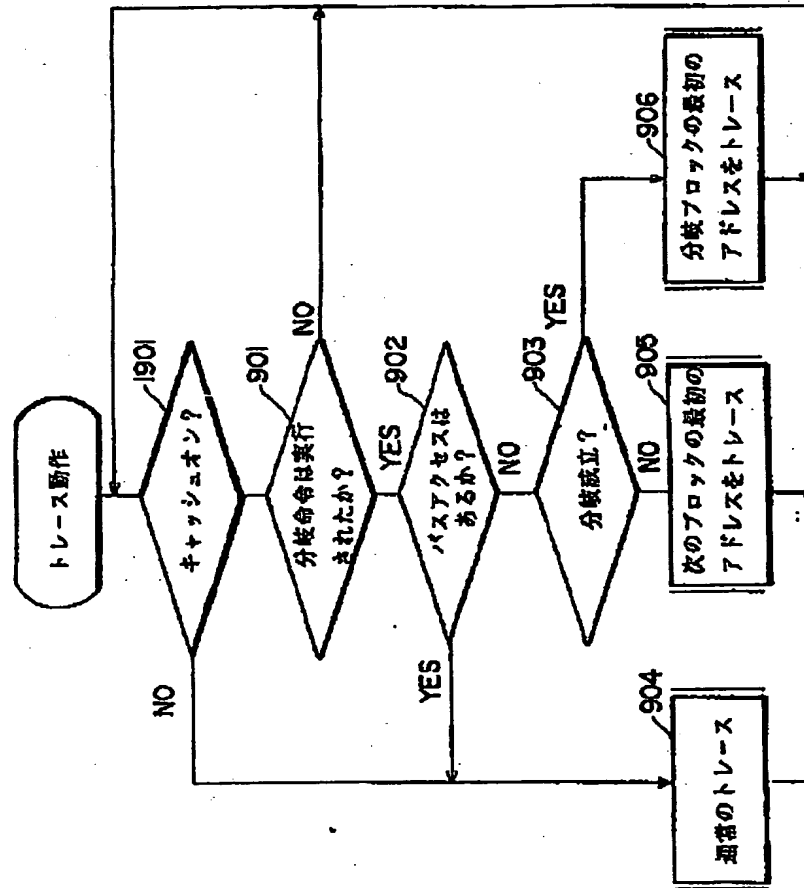 トレース動作
キャッシュオン?
1901
NO
分岐命令は実行
されたか?
901
NO
YES
バスアクセスは
あるか?
902
YES
NO
分岐成立?
903
YES
NO
通常のトレース
904
次のブロックの最初の
アドレスをトレース
905
分岐ブロックの最初の
アドレスをトレース
906